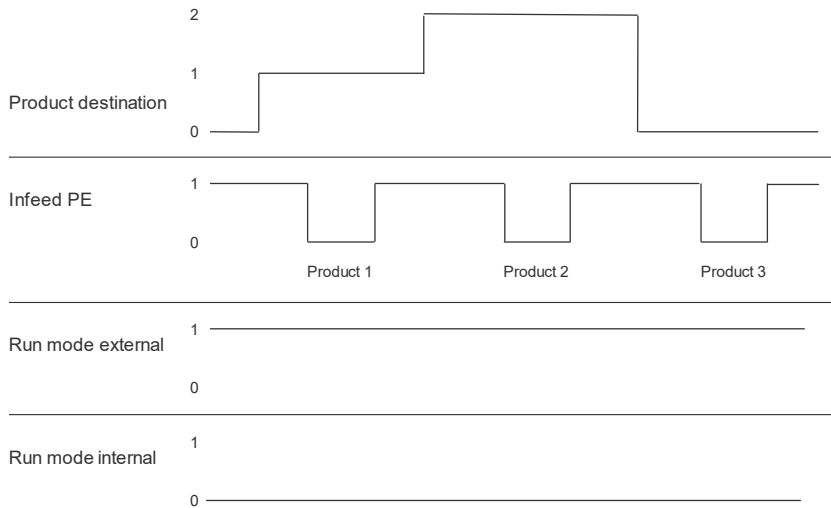 2
1
Product destination
0
1
Infeed PE
0
Product 1 Product 2 Product 3
1
Run mode external
0
1
Run mode internal
0